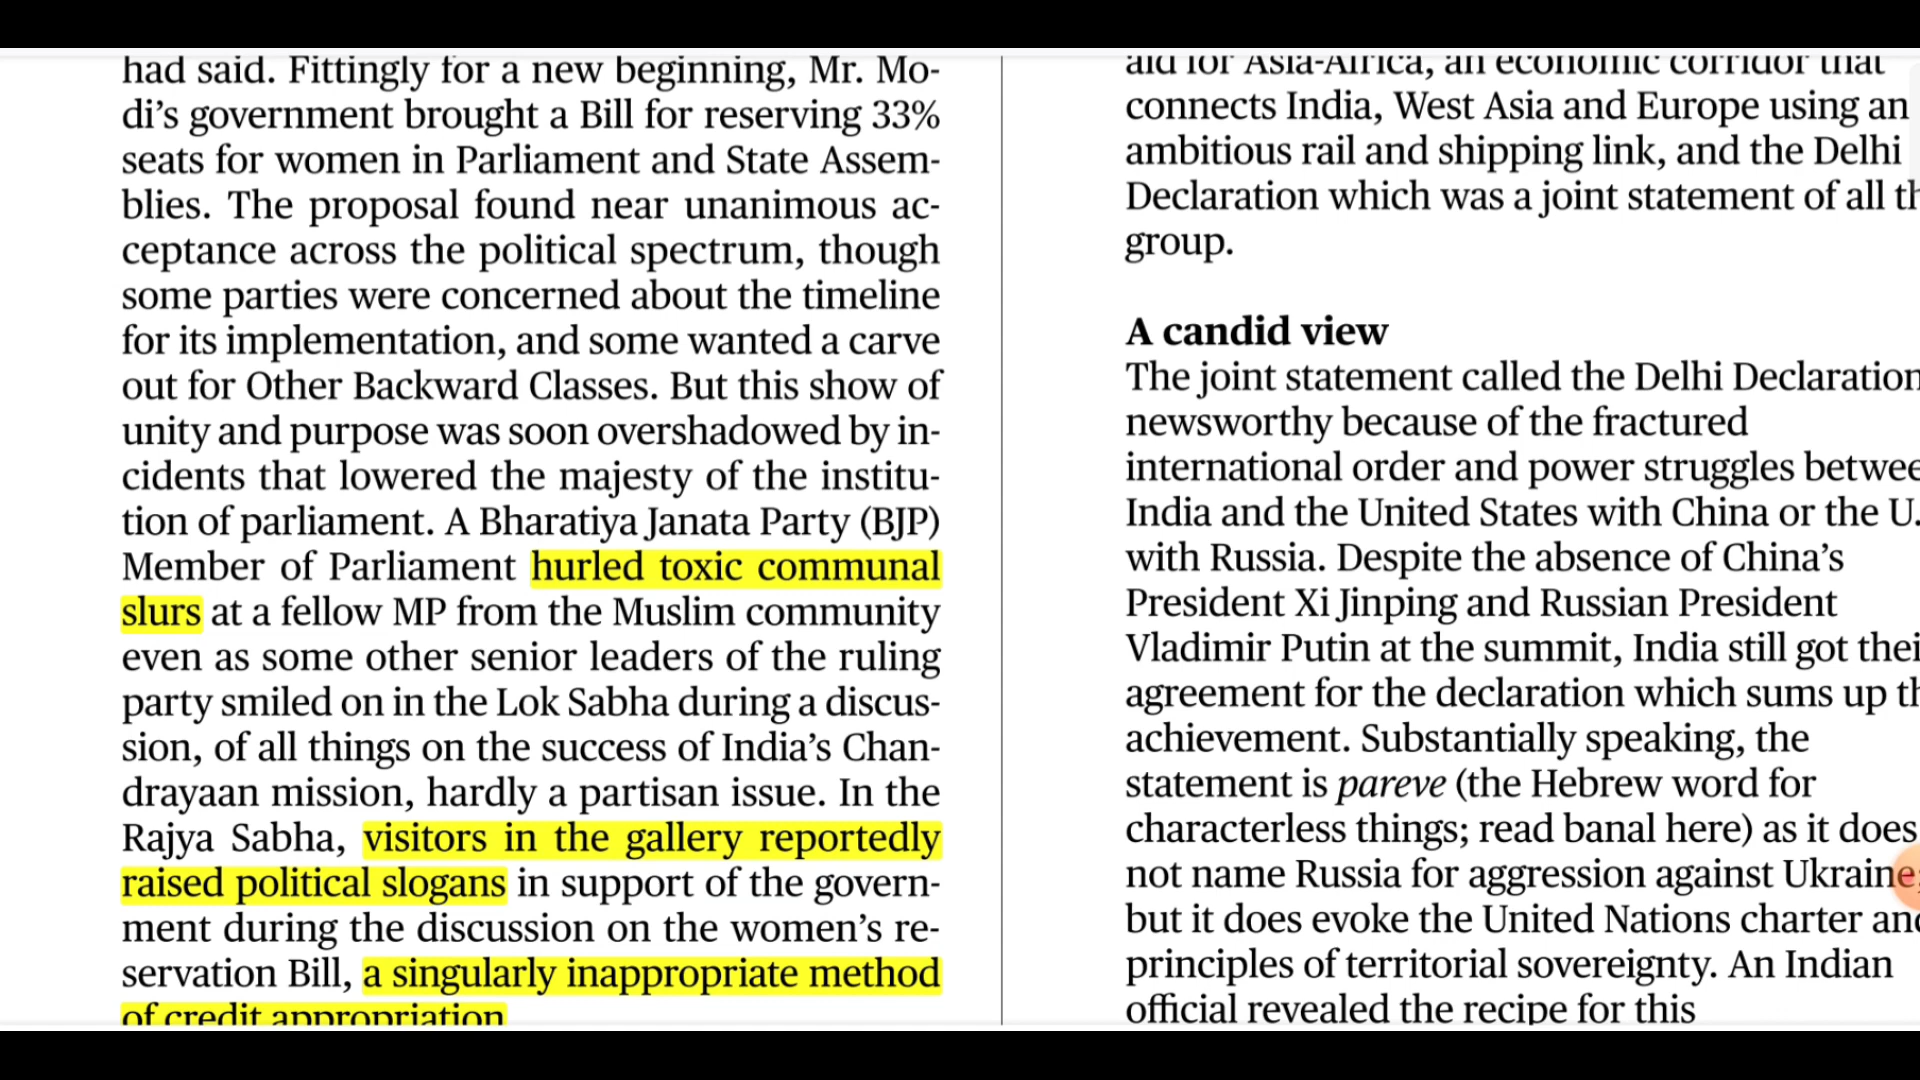 had said. Fittingly for a new beginning, Mr. Mo-
di’s government brought a Bill for reserving 33%
seats for women in Parliament and State Assem-
blies. The proposal found near unanimous ac-
ceptance across the political spectrum, though
some parties were concerned about the timeline
for its implementation, and some wanted a carve
out for Other Backward Classes. But this show of
unity and purpose was soon overshadowed by in-
cidents that lowered the majesty of the institu-
tion of parliament. A Bharatiya Janata Party (BJP)
Member of Parliament hurled toxic communal
slurs at a fellow MP from the Muslim community
even as some other senior leaders of the ruling
party smiled on in the Lok Sabha during a discus-
sion, of all things on the success of India’s Chan-
drayaan mission, hardly a partisan issue. In the
Rajya Sabha, visitors in the gallery reportedly
raised political slogans in support of the govern-
ment during the discussion on the women’s re-
servation Bill, a singularly inappropriate method
of credit appropriation
aid for Asia-Africa, an economic corridor that
connects India, West Asia and Europe using an
ambitious rail and shipping link, and the Delhi
Declaration which was a joint statement of all
group.
A candid view
The joint statement called the Delhi Declaration
newsworthy because of the fractured
international order and power struggles
India and the United States with China or the U.
with Russia. Despite the absence of China’s
President Xi Jinping and Russian President
Vladimir Putin at the summit, India still got
agreement for the declaration which sums up
achievement. Substantially speaking, the
statement is pareve (the Hebrew word for
characterless things; read banal here) as it does
not name Russia for aggression against Ukraine,
but it does evoke the United Nations charter
principles of territorial sovereignty. An Indian
official revealed the recipe for this